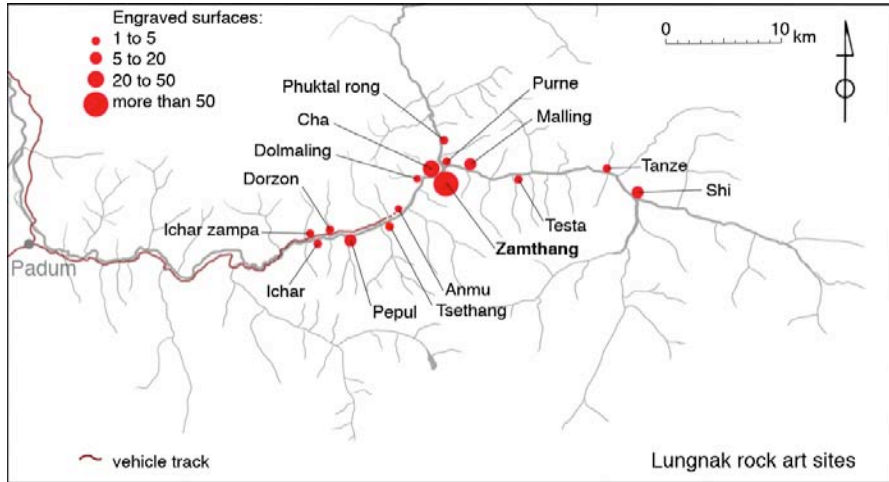 Engraved surfaces:
1 to 5
5 to 20
20 to 50
more than 50
0 10
km
Phuktal rong
Purne
Cha
Malling
Dolmaling
Tanze
Dorzon
Shi
Testa
Ichar zampa
Zamthang
Padum
Ichar
Anmu
Tsethang
Pepul
vehicle track
Lungnak rock art sites